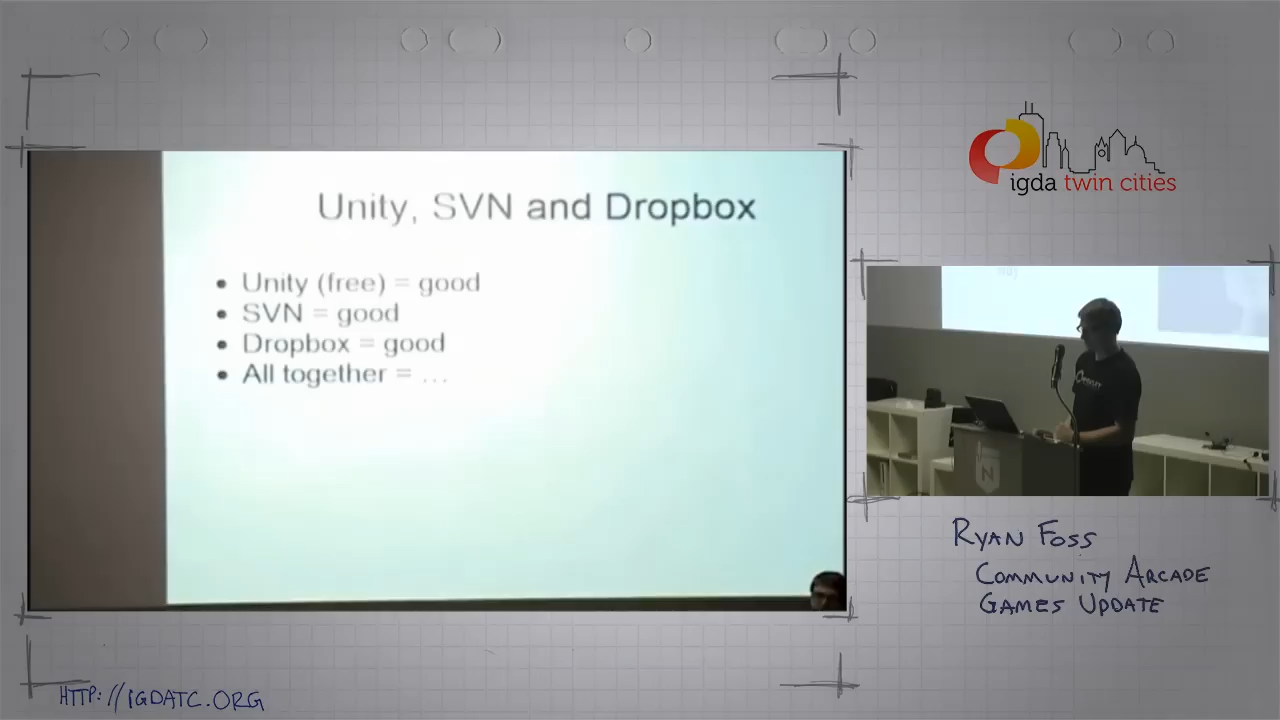 Unity, SVN and Dropbox
• Unity (free) = good
• SVN = good
• Dropbox = good
• All together = ...
igda twin cities
N
RYAN FOSS
COMMUNITY ARCADE
GAMES UPDATE
HTTP://IGDATC.ORG